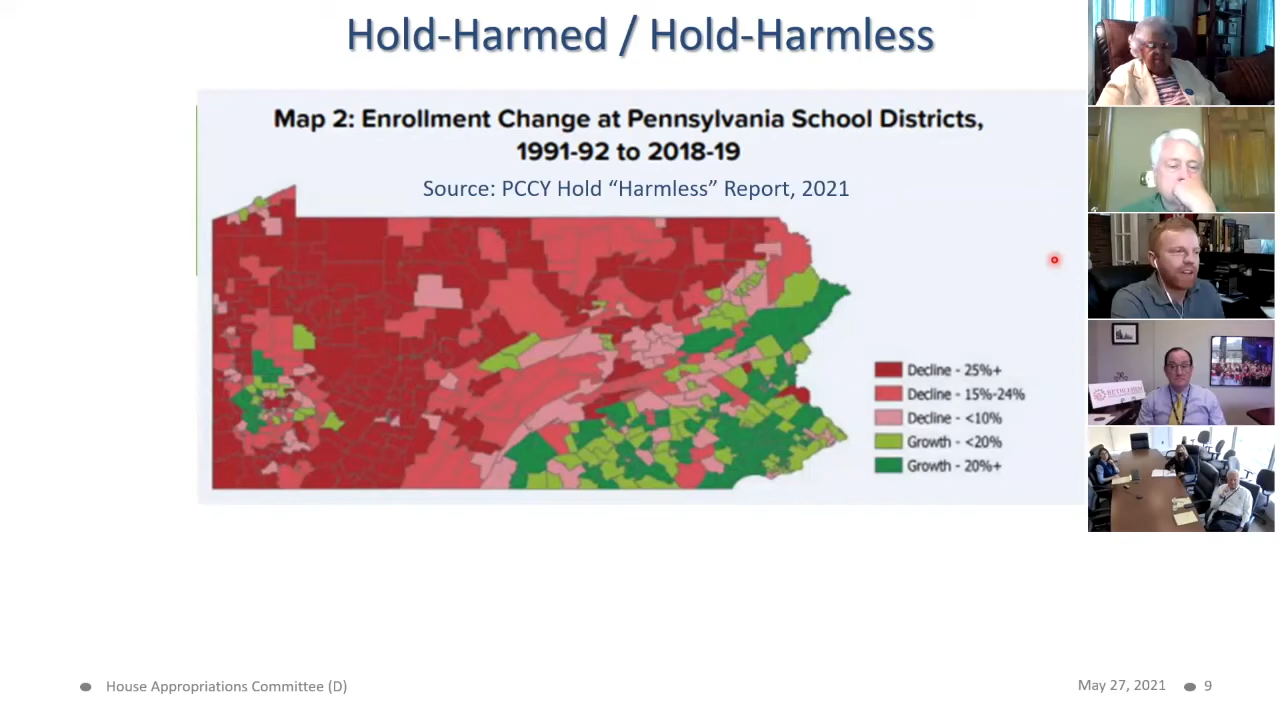 Hold-Harmed / Hold-Harmless
Map 2: Enrollment Change at Pennsylvania School Districts,
1991-92 to 2018-19
Source: PCCY Hold “Harmless” Report, 2021
Decline - 25%+
Decline - 15%-24%
Decline - <10%
Growth - <20%
Growth - 20%+
BETHLEHEM
House Appropriations Committee (D)
May 27, 2021
9